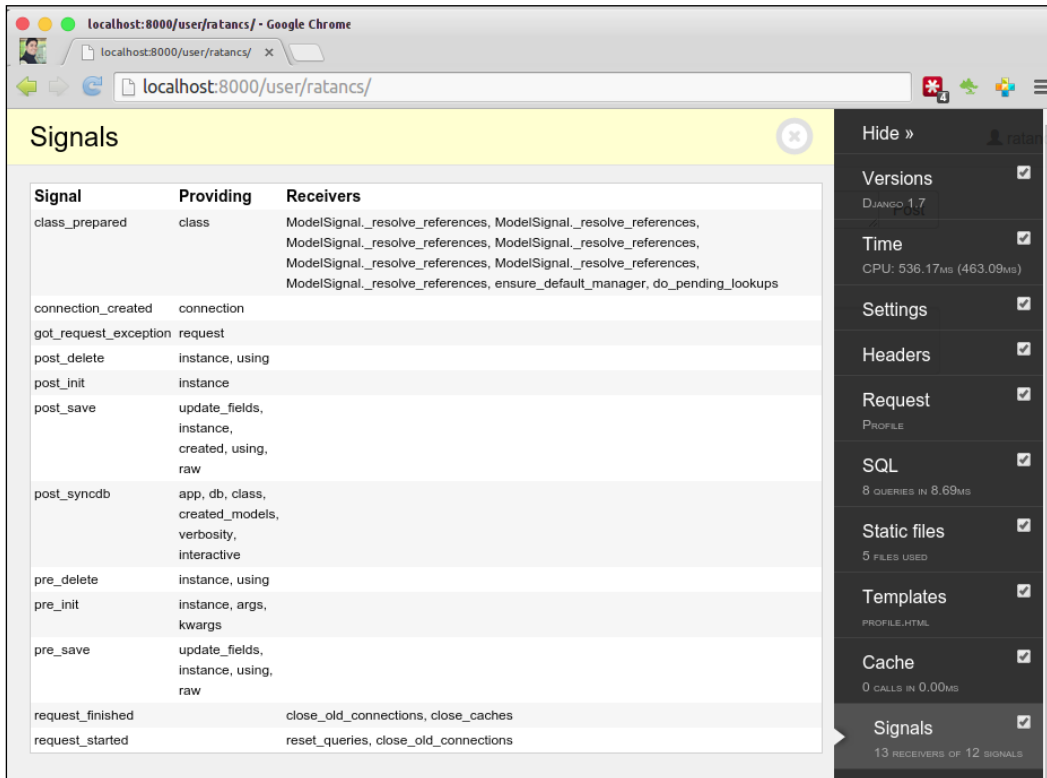 localhost:8000/user/ratancs/ - Google Chrome
localhost:8000/user/ratancs/ ×
localhost:8000/user/ratancs/
4
Signals
Signal Providing Receivers
class_prepared class ModelSignal._resolve_references, ModelSignal._resolve_references,
ModelSignal._resolve_references, ModelSignal._resolve_references,
ModelSignal._resolve_references, ModelSignal._resolve_references,
ModelSignal._resolve_references, ensure_default_manager, do_pending_lookups
connection_created connection
got_request_exception request
post_delete instance, using
post_init instance
post_save update_fields,
instance,
created, using,
raw
post_syncdb app, db, class,
created_models,
verbosity,
interactive
pre_delete instance, using
pre_init instance, args,
kwargs
pre_save update_fields,
instance, using,
raw
request_finished close_old_connections, close_caches
request_started reset_queries, close_old_connections
Hide »
ratan
Versions
Django 1.7
Post
Time
CPU: 536.17ms (463.09ms)
Settings
Headers
Request
Profile
SQL
8 queries in 8.69ms
Static files
5 files used
Templates
profile.html
Cache
0 calls in 0.00ms
Signals
13 receivers of 12 signals